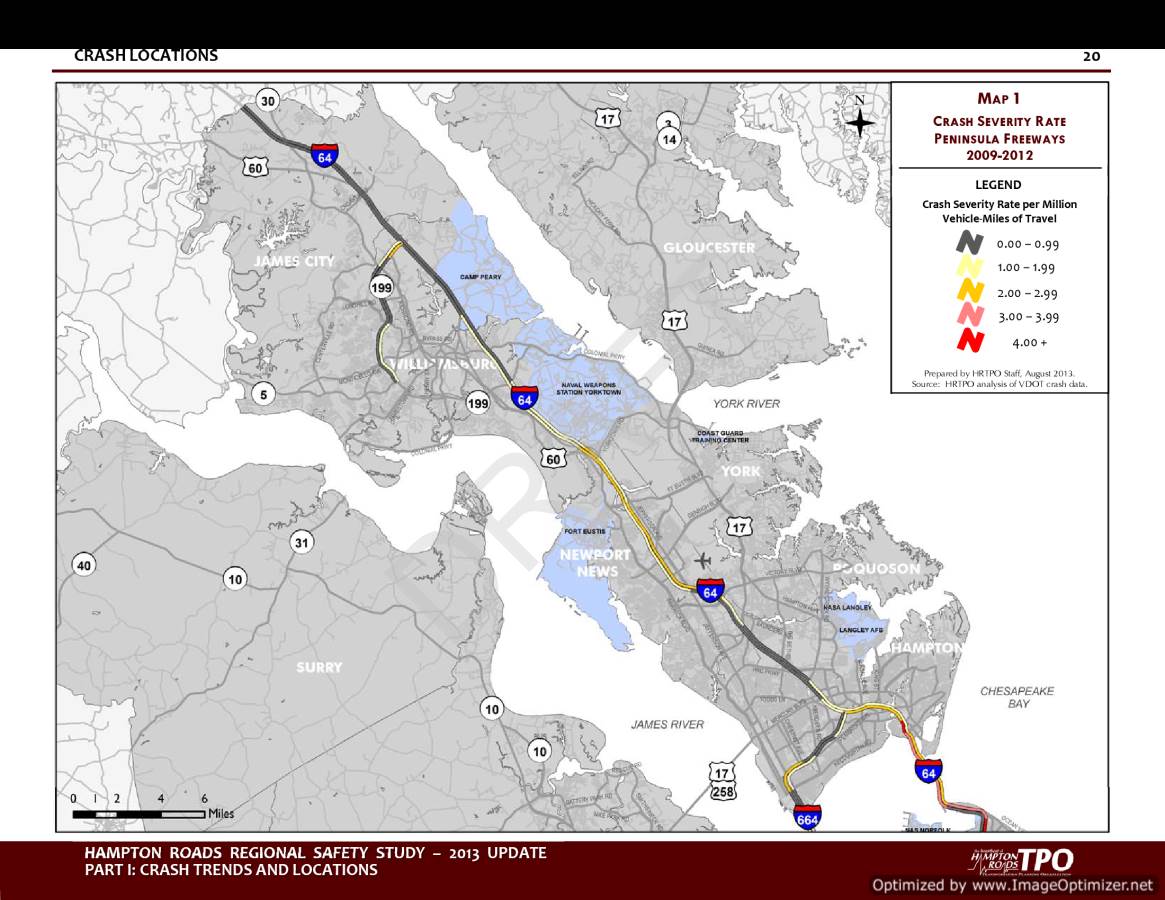 CRASH LOCATIONS
20
MAP 1
CRASH SEVERITY RATE
PENINSULA FREEWAYS
2009-2012
LEGEND
Crash Severity Rate per Million
Vehicle-Miles of Travel
0.00 – 0.99
1.00 – 1.99
2.00 – 2.99
3.00 – 3.99
4.00 +
Prepared by HRTPO Staff, August 2013.
Source: HRTPO analysis of VDOT crash data.
N
30
64
60
17
3
14
JAMES CITY
CAMP PEARY
GLOUCESTER
199
17
WILLIAMSBURG
COLONIAL PKWY
NAVAL WEAPONS
STATION YORKTOWN
5
199
64
YORK RIVER
COAST GUARD
TRAINING CENTER
60
YORK
DRAFT
31
17
FORT EUSTIS
NEWPORT
NEWS
40
10
POQUOSON
64
NASA LANGLEY
LANGLEY AFB
HAMPTON
SURRY
CHESAPEAKE
BAY
10
JAMES RIVER
10
17
258
64
664
NAS NORFOLK
0 1 2 4 6
Miles
HAMPTON ROADS REGIONAL SAFETY STUDY – 2013 UPDATE
PART I: CRASH TRENDS AND LOCATIONS
HAMPTON
ROADS
TPO
Optimized by www.ImageOptimizer.net